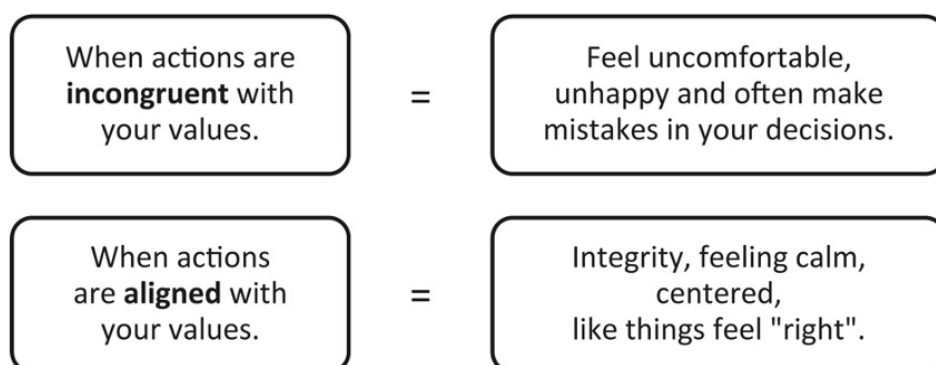 When actions are
incongruent with
your values.
=
Feel uncomfortable,
unhappy and often make
mistakes in your decisions.
When actions
are aligned with
your values.
=
Integrity, feeling calm,
centered,
like things feel "right".